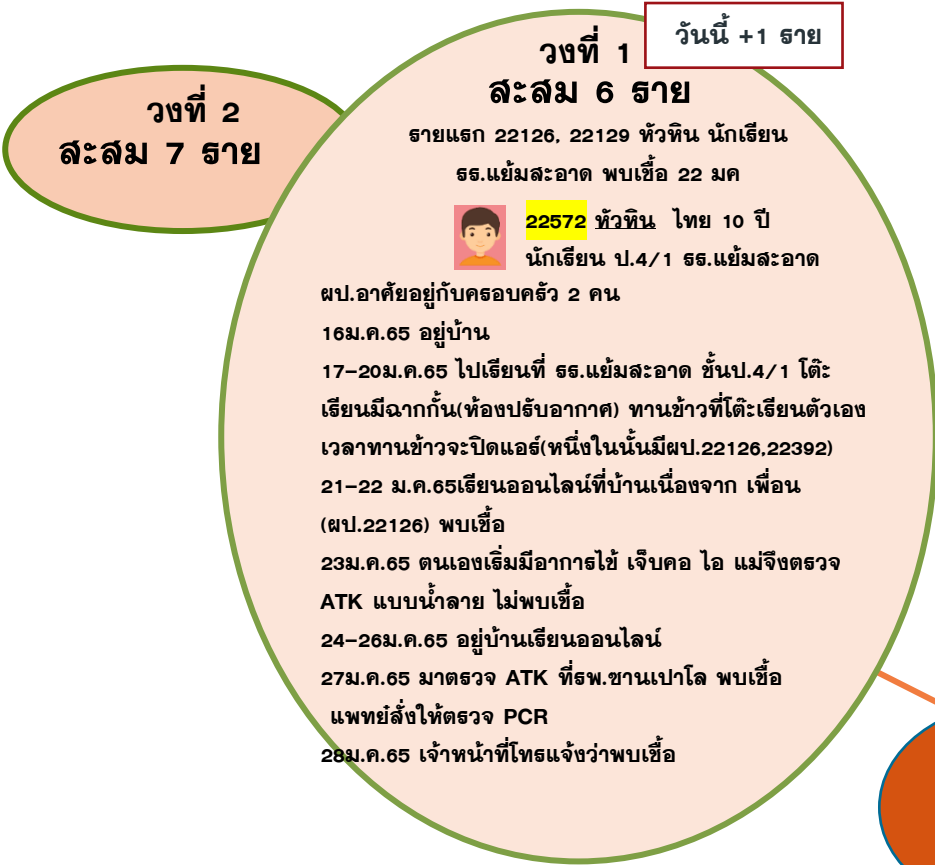 วันนี้ +1 ราย
วงที่ 1
สะสม 6 ราย
วงที่ 2
สะสม 7 ราย
รายแรก 22126, 22129 หัวหิน นักเรียน
รร.แย้มสะอาด พบเชื้อ 22 มค
22572 หัวหิน ไทย 10 ปี
นักเรียน ป.4/1 รร.แย้มสะอาด
ผป.อาศัยอยู่กับครอบครัว 2 คน
16ม.ค.65 อยู่บ้าน
17-20ม.ค.65 ไปเรียนที่ รร.แย้มสะอาด ชั้นป.4/1 โต๊ะ
เรียนมีฉากกั้น(ห้องปรับอากาศ) ทานข้าวที่โต๊ะเรียนตัวเอง
เวลาทานข้าวจะปิดแอร์(หนึ่งในนั้นมีผป.22126,22392)
21-22 ม.ค.65เรียนออนไลน์ที่บ้านเนื่องจาก เพื่อน
(ผป.22126) พบเชื้อ
23ม.ค.65 ตนเองเริ่มมีอาการไข้ เจ็บคอ ไอ แม่จึงตรวจ
ATK แบบน้ำลาย ไม่พบเชื้อ
24-26ม.ค.65 อยู่บ้านเรียนออนไลน์
27ม.ค.65 มาตรวจ ATK ที่รพ.ซานเปาโล พบเชื้อ
แพทย์สั่งให้ตรวจ PCR
28ม.ค.65 เจ้าหน้าที่โทรแจ้งว่าพบเชื้อ